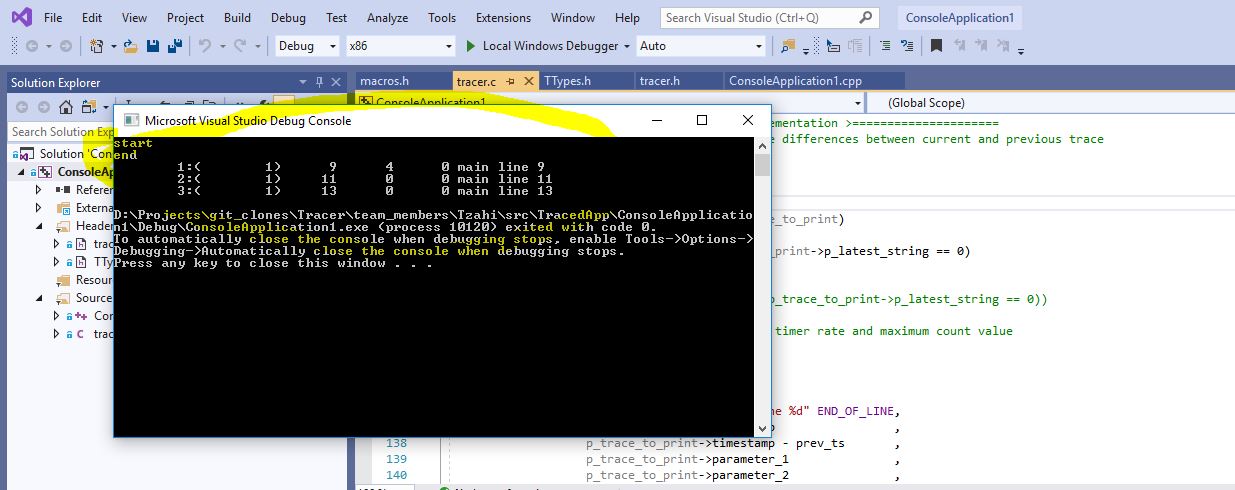 File Edit View Project Build Debug Test Analyze Tools Extensions Window Help Search Visual Studio (Ctrl+Q) ConsoleApplication1
Debug x86 Local Windows Debugger Auto
Solution Explorer
macros.h tracer.c TTypes.h tracer.h ConsoleApplication1.cpp
ConsoleApplication1 (Global Scope)
Microsoft Visual Studio Debug Console
Search Solution Exp
Solution 'Con
ConsoleAp
Referen
Externa
Header
trac
TTy
Resour
Source
Con
trac
start
end
1:( 1) 9 4 0 main line 9
2:( 1) 11 0 0 main line 11
3:( 1) 13 0 0 main line 13
D:\Projects\git_clones\Tracer\team_members\Tzahi\src\TracedApp\ConsoleApplicatio
n1\Debug\ConsoleApplication1.exe (process 10120) exited with code 0.
To automatically close the console when debugging stops, enable Tools->Options->
Debugging->Automatically close the console when debugging stops.
Press any key to close this window . . .
ementation >=====================
e differences between current and previous trace
e_to_print)
_print->p_latest_string == 0)
p_trace_to_print->p_latest_string == 0))
timer rate and maximum count value
ne %d" END_OF_LINE,
p ,
138 p_trace_to_print->timestamp - prev_ts ,
139 p_trace_to_print->parameter_1 ,
140 p_trace_to_print->parameter_2 ,